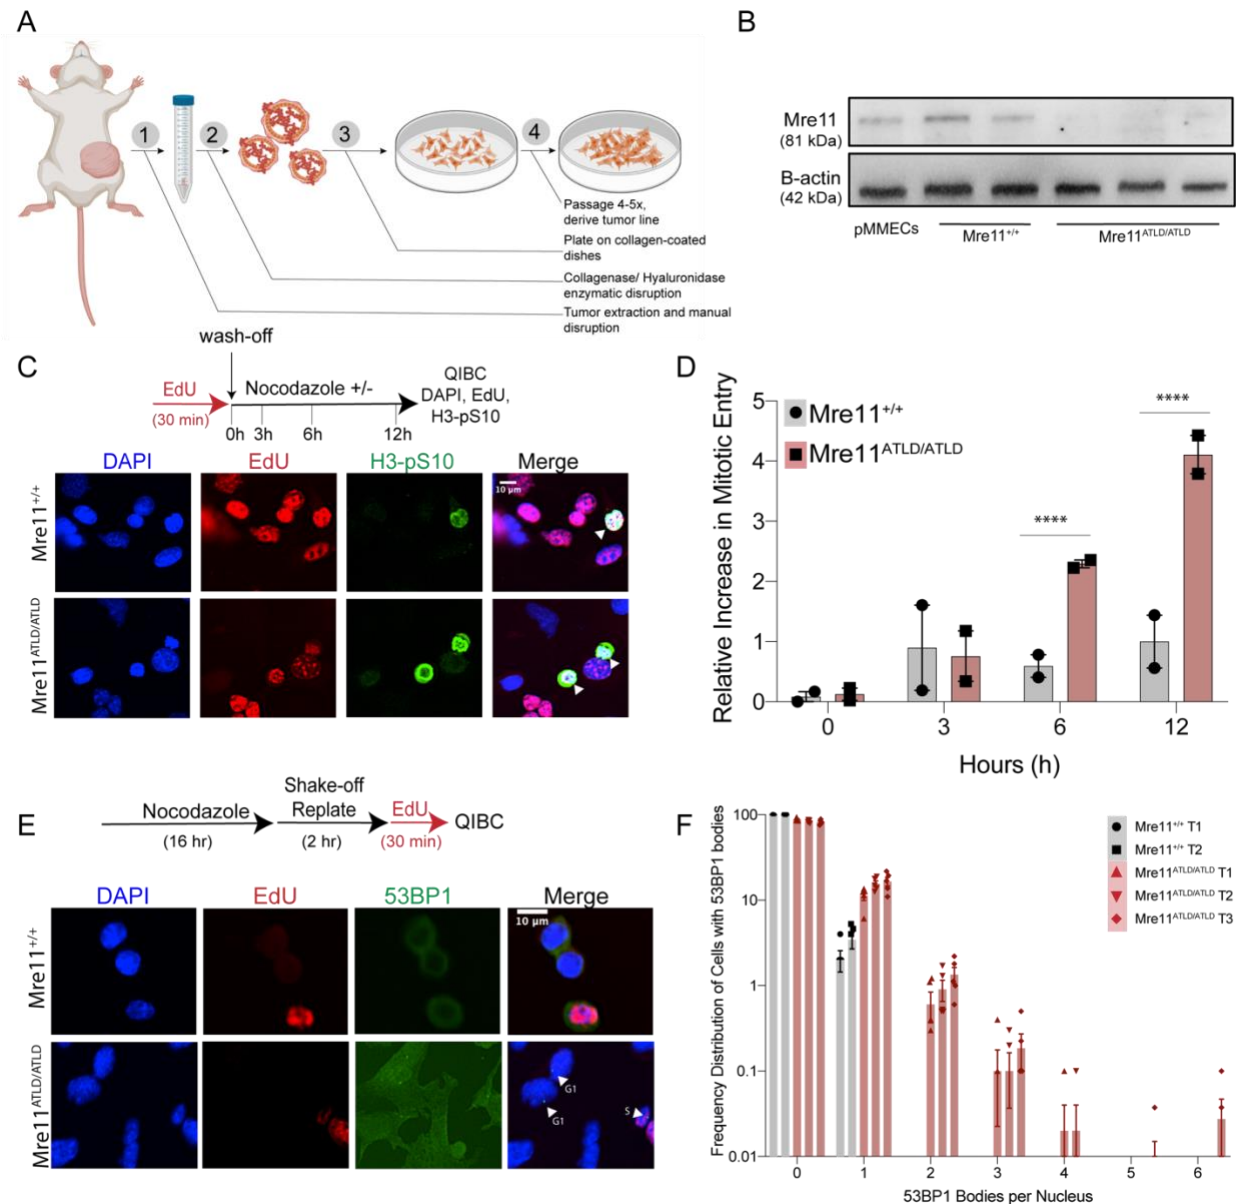 A
1
2
3
4
Passage 4-5x,
derive tumor line
Plate on collagen-coated
dishes
Collagenase/ Hyaluronidase
enzymatic disruption
Tumor extraction and manual
disruption
B
Mre11
(81 kDa)
B-actin
(42 kDa)
pMMECs
Mre11+/+
Mre11ATLD/ATLD
C
wash-off
EdU
(30 min)
Nocodazole +/-
0h 3h 6h 12h
QIBC
DAPI, EdU,
H3-pS10
DAPI EdU H3-pS10 Merge
Mre11+/+
10 µm
Mre11ATLD/ATLD
D
Relative Increase in Mitotic Entry
5
4
3
2
1
0
Mre11+/+
Mre11ATLD/ATLD
****
****
0 3 6 12
Hours (h)
E
Nocodazole
(16 hr)
Shake-off
Replate
(2 hr)
EdU
(30 min)
QIBC
DAPI EdU 53BP1 Merge
Mre11+/+
10 µm
Mre11ATLD/ATLD
G1
G1
S
F
Frequency Distribution of Cells with 53BP1 bodies
100
10
1
0.1
0.01
Mre11+/+ T1
Mre11+/+ T2
Mre11ATLD/ATLD T1
Mre11ATLD/ATLD T2
Mre11ATLD/ATLD T3
0 1 2 3 4 5 6
53BP1 Bodies per Nucleus